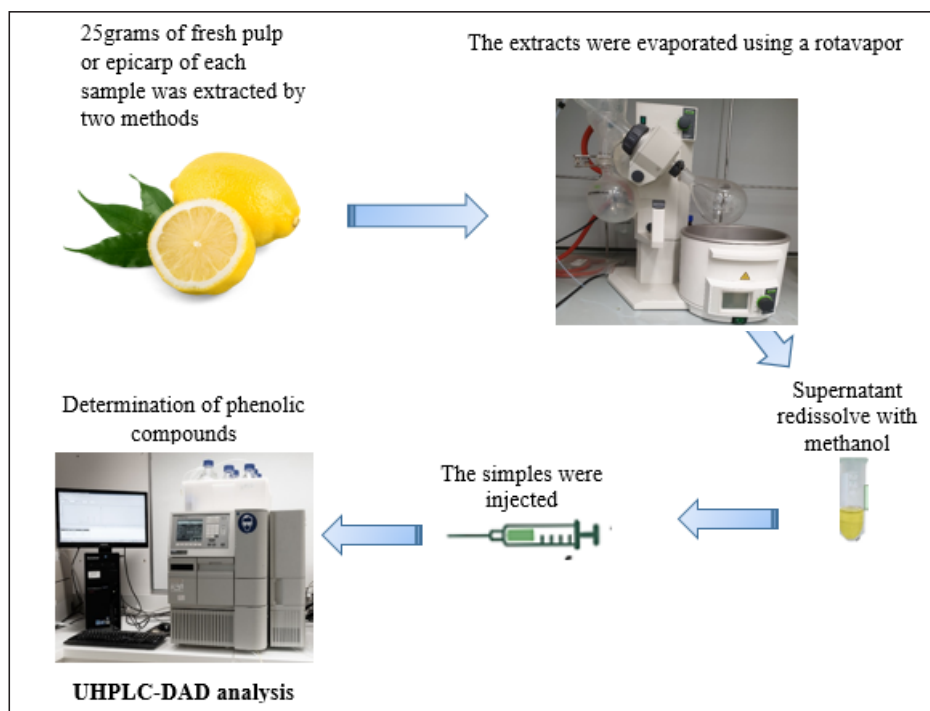 25grams of fresh pulp
or epicarp of each
sample was extracted by
two methods
The extracts were evaporated using a rotavapor
Supernatant
redissolve with
methanol
The simples were
injected
Determination of phenolic
compounds
UHPLC-DAD analysis